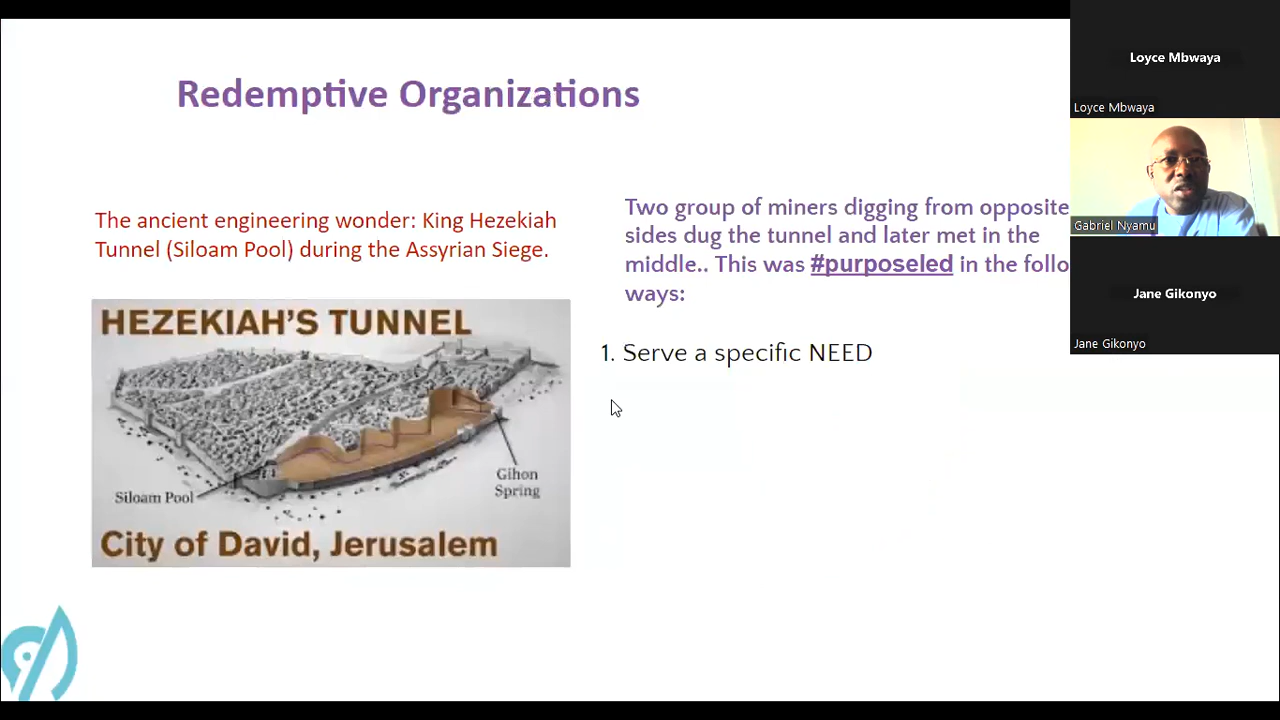 Redemptive Organizations
The ancient engineering wonder: King Hezekiah
Tunnel (Siloam Pool) during the Assyrian Siege.
HEZEKIAH'S TUNNEL
Siloam Pool
Gihon
Spring
City of David, Jerusalem
Two group of miners digging from opposite
sides dug the tunnel and later met in the
middle.. This was #purposeled in the follo
ways:
1. Serve a specific NEED
Loyce Mbwaya
Loyce Mbwaya
Gabriel Nyamu
Jane Gikonyo
Jane Gikonyo